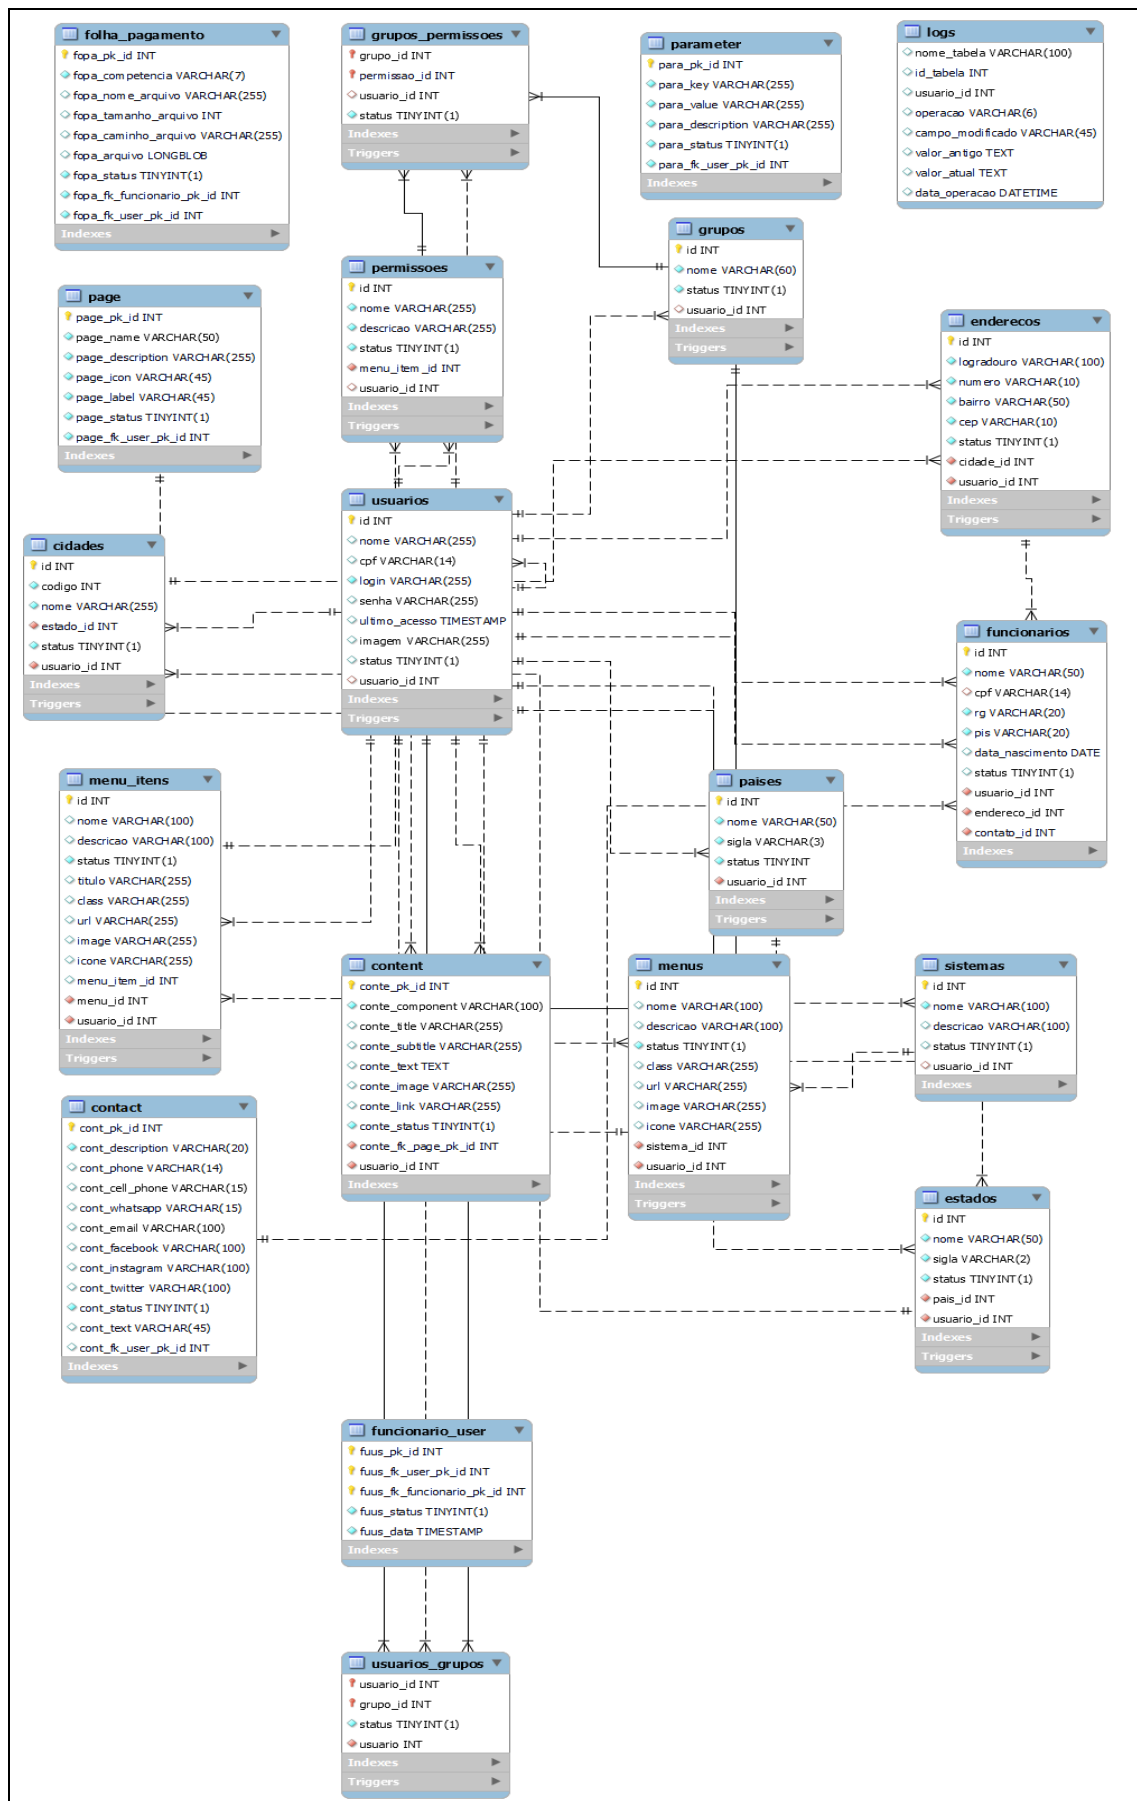 folha_pagamento
fopa_pk_id INT
fopa_competencia VARCHAR(7)
fopa_nome_arquivo VARCHAR(255)
fopa_tamanho_arquivo INT
fopa_caminho_arquivo VARCHAR(255)
fopa_arquivo LONGBLOB
fopa_status TINYINT(1)
fopa_fk_funcionario_pk_id INT
fopa_fk_user_pk_id INT
Indexes
grupos_permissoes
grupo_id INT
permissao_id INT
usuario_id INT
status TINYINT(1)
Indexes
Triggers
parameter
para_pk_id INT
para_key VARCHAR(255)
para_value VARCHAR(255)
para_description VARCHAR(255)
para_status TINYINT(1)
para_fk_user_pk_id INT
Indexes
logs
nome_tabela VARCHAR(100)
id_tabela INT
usuario_id INT
operacao VARCHAR(6)
campo_modificado VARCHAR(45)
valor_antigo TEXT
valor_atual TEXT
data_operacao DATETIME
grupos
id INT
nome VARCHAR(60)
status TINYINT(1)
usuario_id INT
Indexes
Triggers
permissoes
id INT
nome VARCHAR(255)
descricao VARCHAR(255)
status TINYINT(1)
menu_item_id INT
usuario_id INT
Indexes
Triggers
page
page_pk_id INT
page_name VARCHAR(50)
page_description VARCHAR(255)
page_icon VARCHAR(45)
page_label VARCHAR(45)
page_status TINYINT(1)
page_fk_user_pk_id INT
Indexes
enderecos
id INT
logradouro VARCHAR(100)
numero VARCHAR(10)
bairro VARCHAR(50)
cep VARCHAR(10)
status TINYINT(1)
cidade_id INT
usuario_id INT
Indexes
Triggers
usuarios
id INT
nome VARCHAR(255)
cpf VARCHAR(14)
login VARCHAR(255)
senha VARCHAR(255)
ultimo_acesso TIMESTAMP
imagem VARCHAR(255)
status TINYINT(1)
usuario_id INT
Indexes
Triggers
cidades
id INT
codigo INT
nome VARCHAR(255)
estado_id INT
status TINYINT(1)
usuario_id INT
Indexes
Triggers
funcionarios
id INT
nome VARCHAR(50)
cpf VARCHAR(14)
rg VARCHAR(20)
pis VARCHAR(20)
data_nascimento DATE
status TINYINT(1)
usuario_id INT
endereco_id INT
contato_id INT
Indexes
menu_itens
id INT
nome VARCHAR(100)
descricao VARCHAR(100)
status TINYINT(1)
titulo VARCHAR(255)
class VARCHAR(255)
url VARCHAR(255)
image VARCHAR(255)
icone VARCHAR(255)
menu_item_id INT
menu_id INT
usuario_id INT
Indexes
Triggers
paises
id INT
nome VARCHAR(50)
sigla VARCHAR(3)
status TINYINT
usuario_id INT
Indexes
Triggers
content
conte_pk_id INT
conte_component VARCHAR(100)
conte_title VARCHAR(255)
conte_subtitle VARCHAR(255)
conte_text TEXT
conte_image VARCHAR(255)
conte_link VARCHAR(255)
conte_status TINYINT(1)
conte_fk_page_pk_id INT
usuario_id INT
Indexes
menus
id INT
nome VARCHAR(100)
descricao VARCHAR(100)
status TINYINT(1)
class VARCHAR(255)
url VARCHAR(255)
image VARCHAR(255)
icone VARCHAR(255)
sistema_id INT
usuario_id INT
Indexes
Triggers
sistemas
id INT
nome VARCHAR(100)
descricao VARCHAR(100)
status TINYINT(1)
usuario_id INT
Indexes
contact
cont_pk_id INT
cont_description VARCHAR(20)
cont_phone VARCHAR(14)
cont_cell_phone VARCHAR(15)
cont_whatsapp VARCHAR(15)
cont_email VARCHAR(100)
cont_facebook VARCHAR(100)
cont_instagram VARCHAR(100)
cont_twitter VARCHAR(100)
cont_status TINYINT(1)
cont_text VARCHAR(45)
cont_fk_user_pk_id INT
Indexes
estados
id INT
nome VARCHAR(50)
sigla VARCHAR(2)
status TINYINT(1)
pais_id INT
usuario_id INT
Indexes
Triggers
funcionario_user
fuus_pk_id INT
fuus_fk_user_pk_id INT
fuus_fk_funcionario_pk_id INT
fuus_status TINYINT(1)
fuus_data TIMESTAMP
Indexes
usuarios_grupos
usuario_id INT
grupo_id INT
status TINYINT(1)
usuario INT
Indexes
Triggers